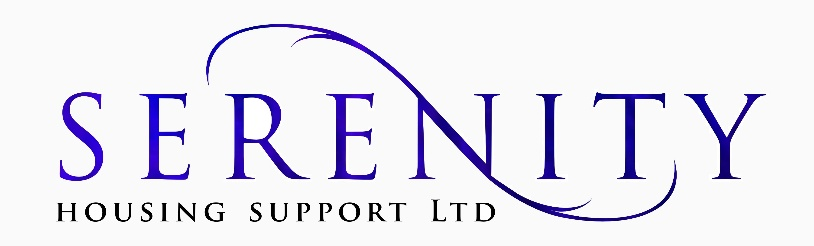 SERENITY
HOUSING SUPPORT LTD